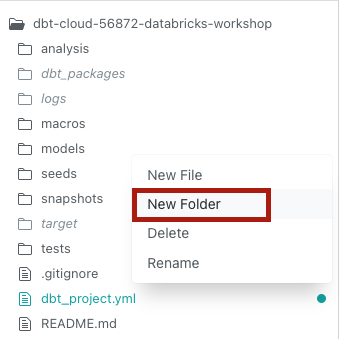 dbt-cloud-56872-databricks-workshop
analysis
dbt_packages
logs
macros
models
seeds
snapshots
target
tests
.gitignore
dbt_project.yml
README.md
New File
New Folder
Delete
Rename